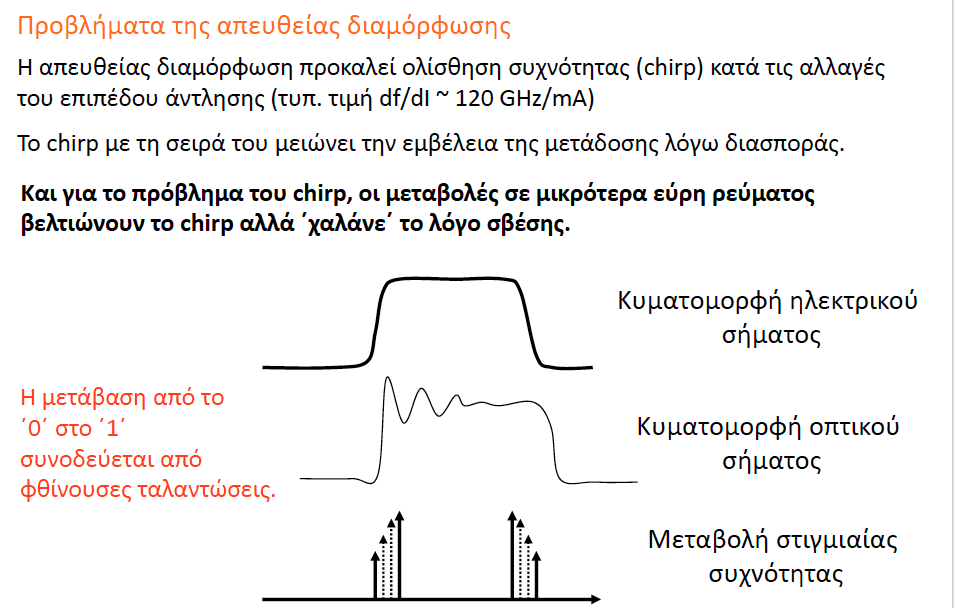 Προβλήματα της απευθείας διαμόρφωσης
Η απευθείας διαμόρφωση προκαλεί ολίσθηση συχνότητας (chirp) κατά τις αλλαγές
του επιπέδου άντλησης (τυπ. τιμή df/dI ~ 120 GHz/mA)
Το chirp με τη σειρά του μειώνει την εμβέλεια της μετάδοσης λόγω διασποράς.
Και για το πρόβλημα του chirp, οι μεταβολές σε μικρότερα εύρη ρεύματος
βελτιώνουν το chirp αλλά ΄χαλάνε΄ το λόγο σβέσης.
Κυματομορφή ηλεκτρικού
σήματος
Η μετάβαση από το
΄0΄ στο ΄1΄
συνοδεύεται από
φθίνουσες ταλαντώσεις.
Κυματομορφή οπτικού
σήματος
Μεταβολή στιγμιαίας
συχνότητας